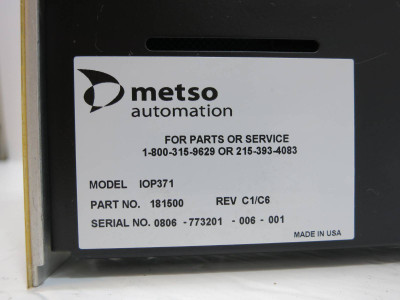 metso
automation
FOR PARTS OR SERVICE
1-800-315-9629 OR 215-393-4083
MODEL IOP371
PART NO. 181500 REV C1/C6
SERIAL NO. 0806 -773201 -006 -001
MADE IN USA